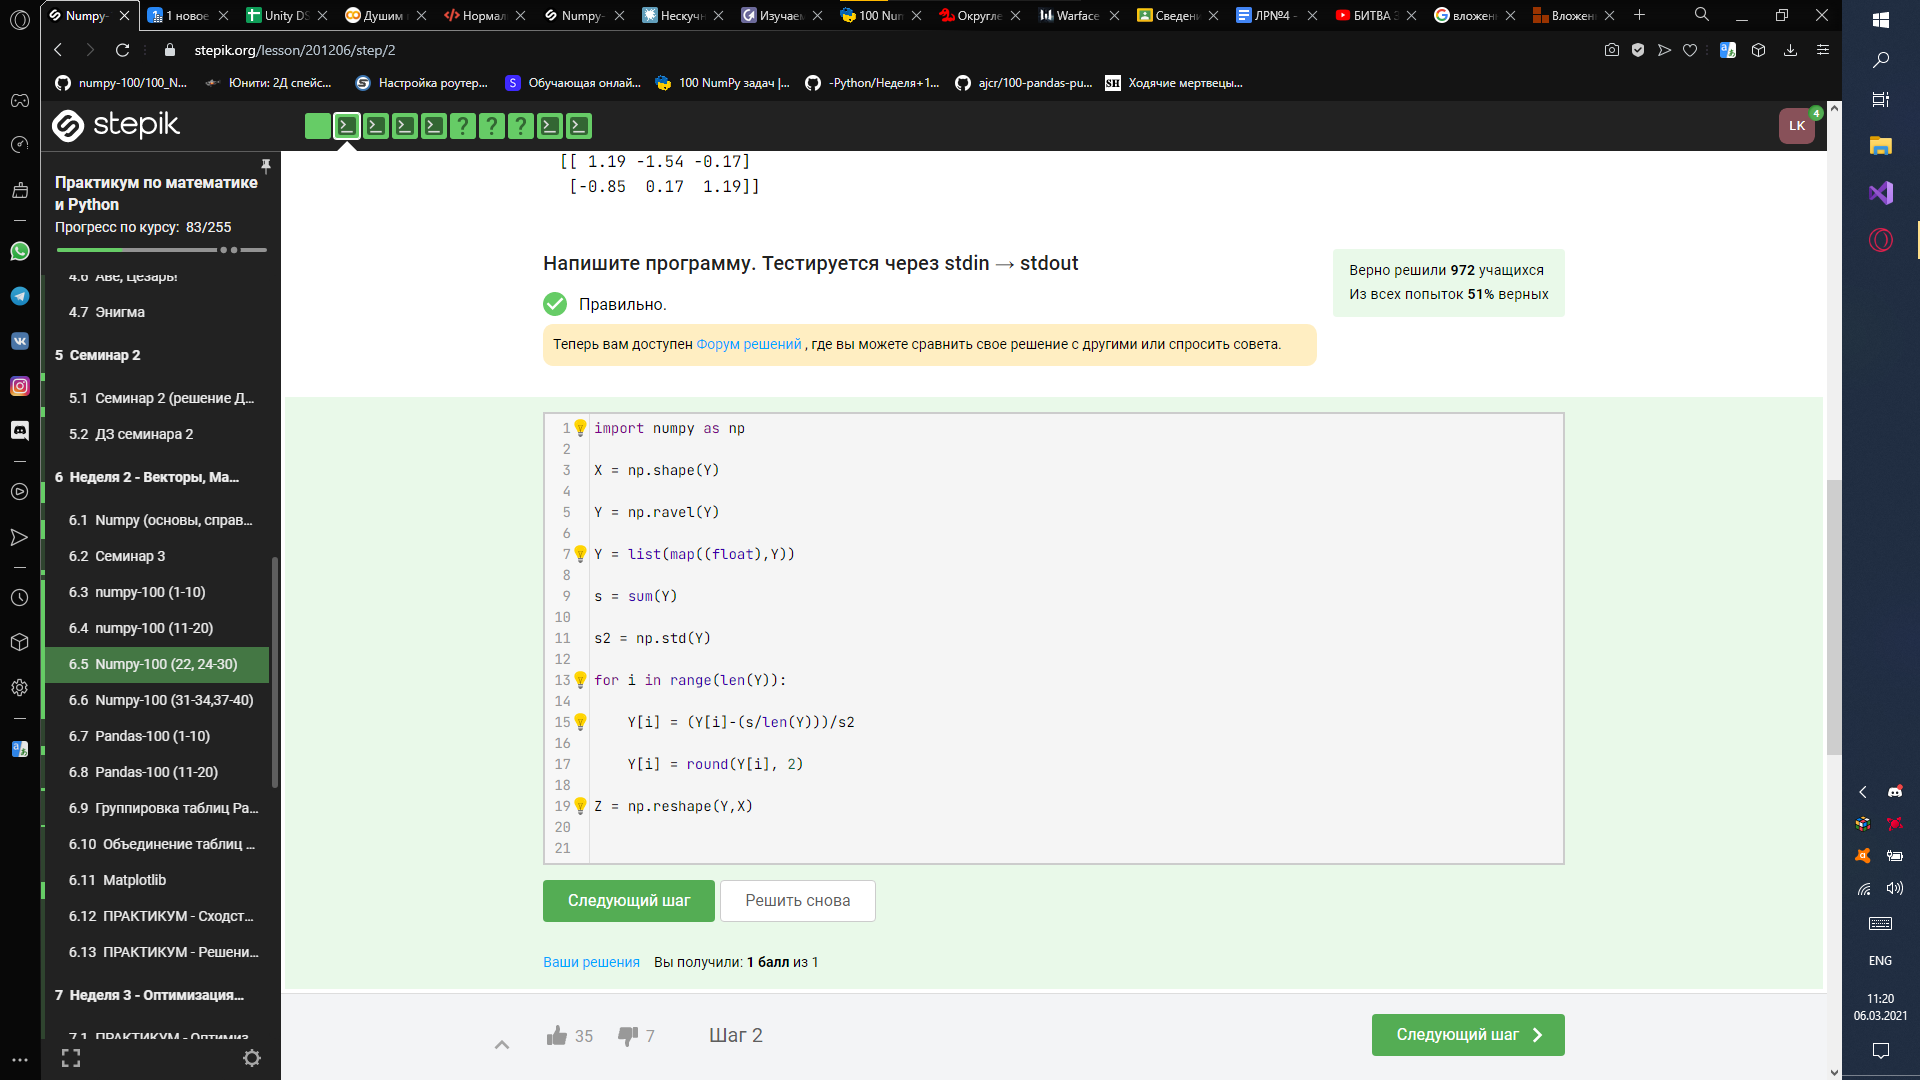 Numpy-
1 новое
Unity DS
Душим
Нормал
Numpy-
Нескучн
Изучаем
100 Num
Округле
Warface
Сведени
ЛР№4 -
БИТВА З
вложен
Вложен
stepik.org/lesson/201206/step/2
numpy-100/100_N...
Юнити: 2Д спейс...
Настройка роутер...
Обучающая онлай...
100 NumPy задач |...
-Python/Неделя+1...
ajcr/100-pandas-pu...
SH Ходячие мертвецы...
stepik
LK
4
Практикум по математике
и Python
Прогресс по курсу: 83/255
4.6 Аве, Цезарь!
4.7 Энигма
5 Семинар 2
5.1 Семинар 2 (решение Д...
5.2 ДЗ семинара 2
6 Неделя 2 - Векторы, Ма...
6.1 Numpy (основы, справ...
6.2 Семинар 3
6.3 numpy-100 (1-10)
6.4 numpy-100 (11-20)
6.5 Numpy-100 (22, 24-30)
6.6 Numpy-100 (31-34,37-40)
6.7 Pandas-100 (1-10)
6.8 Pandas-100 (11-20)
6.9 Группировка таблиц Pa...
6.10 Объединение таблиц ...
6.11 Matplotlib
6.12 ПРАКТИКУМ - Сходст...
6.13 ПРАКТИКУМ - Решени...
7 Неделя 3 - Оптимизация...
7.1 ПРАКТИКУМ - Оптимиз...
[[ 1.19 -1.54 -0.17]
[-0.85 0.17 1.19]]
Напишите программу. Тестируется через stdin → stdout
Верно решили 972 учащихся
Из всех попыток 51% верных
Правильно.
Теперь вам доступен Форум решений , где вы можете сравнить свое решение с другими или спросить совета.
1 import numpy as np
2
3 X = np.shape(Y)
4
5 Y = np.ravel(Y)
6
7 Y = list(map((float),Y))
8
9 s = sum(Y)
10
11 s2 = np.std(Y)
12
13 for i in range(len(Y)):
14
15 Y[i] = (Y[i]-(s/len(Y)))/s2
16
17 Y[i] = round(Y[i], 2)
18
19 Z = np.reshape(Y,X)
20
21
Следующий шаг
Решить снова
Ваши решения Вы получили: 1 балл из 1
35
7
Шаг 2
Следующий шаг
ENG
11:20
06.03.2021